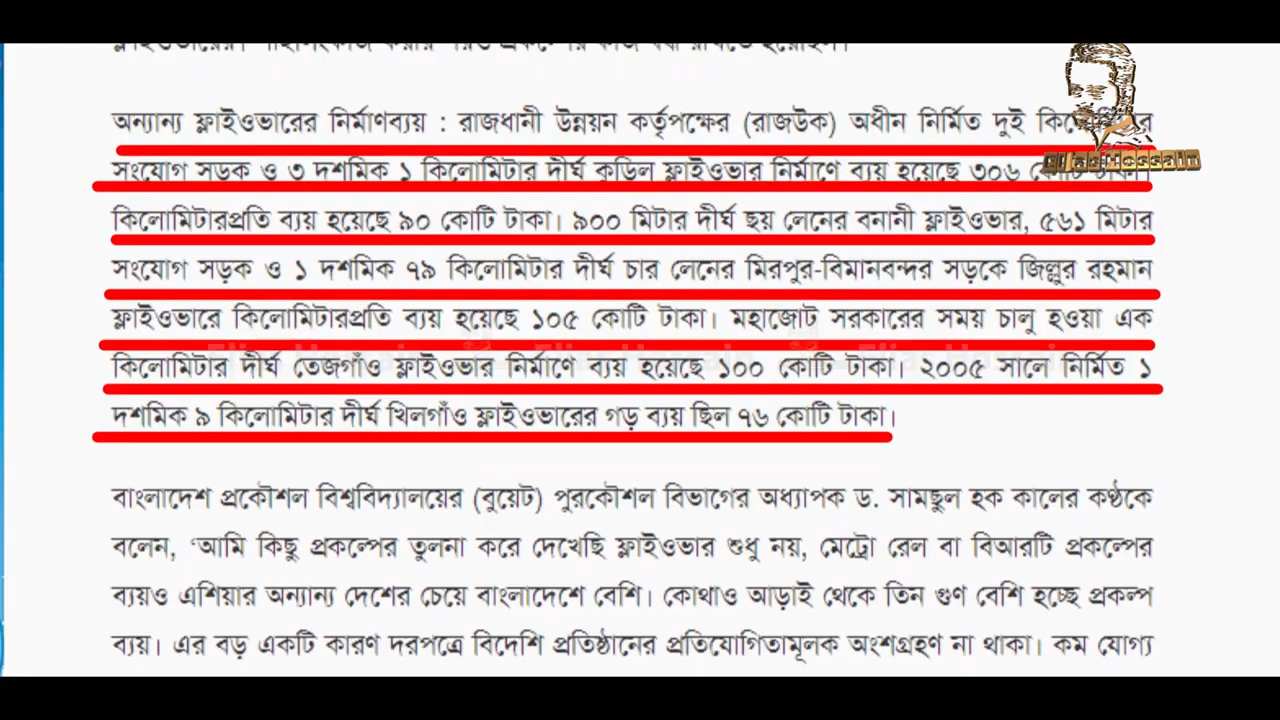 অন্যান্য ফ্লাইওভারের নির্মাণব্যয় : রাজধানী উন্নয়ন কর্তৃপক্ষের (রাজউক) অধীন নির্মিত দুই
Elias Hossain
সংযোগ সড়ক ও ৩ দশমিক ১ কিলোমিটার দীর্ঘ কুড়িল ফ্লাইওভার নির্মাণে ব্যয় হয়েছে ৩০৬
কিলোমিটারপ্রতি ব্যয় হয়েছে ৯০ কোটি টাকা। ৯০০ মিটার দীর্ঘ ছয় লেনের বনানী ফ্লাইওভার, ৫৬১ মিটার
সংযোগ সড়ক ও ১ দশমিক ৭৯ কিলোমিটার দীর্ঘ চার লেনের মিরপুর-বিমানবন্দর সড়কে জিল্লুর রহমান
ফ্লাইওভারে কিলোমিটারপ্রতি ব্যয় হয়েছে ১০৫ কোটি টাকা। মহাজোট সরকারের সময় চালু হওয়া এক
কিলোমিটার দীর্ঘ তেজগাঁও ফ্লাইওভার নির্মাণে ব্যয় হয়েছে ১০০ কোটি টাকা। ২০০৫ সালে নির্মিত ১
দশমিক ৯ কিলোমিটার দীর্ঘ খিলগাঁও ফ্লাইওভারের গড় ব্যয় ছিল ৭৬ কোটি টাকা।
বাংলাদেশ প্রকৌশল বিশ্ববিদ্যালয়ের (বুয়েট) পুরকৌশল বিভাগের অধ্যাপক ড. সামছুল হক কালের কণ্ঠকে
বলেন, ‘আমি কিছু প্রকল্পের তুলনা করে দেখেছি ফ্লাইওভার শুধু নয়, মেট্রো রেল বা বিআরটি প্রকল্পের
ব্যয়ও এশিয়ার অন্যান্য দেশের চেয়ে বাংলাদেশে বেশি। কোথাও আড়াই থেকে তিন গুণ বেশি হচ্ছে প্রকল্প
ব্যয়। এর বড় একটি কারণ দরপত্রে বিদেশি প্রতিষ্ঠানের প্রতিযোগিতামূলক অংশগ্রহণ না থাকা। কম যোগ্য